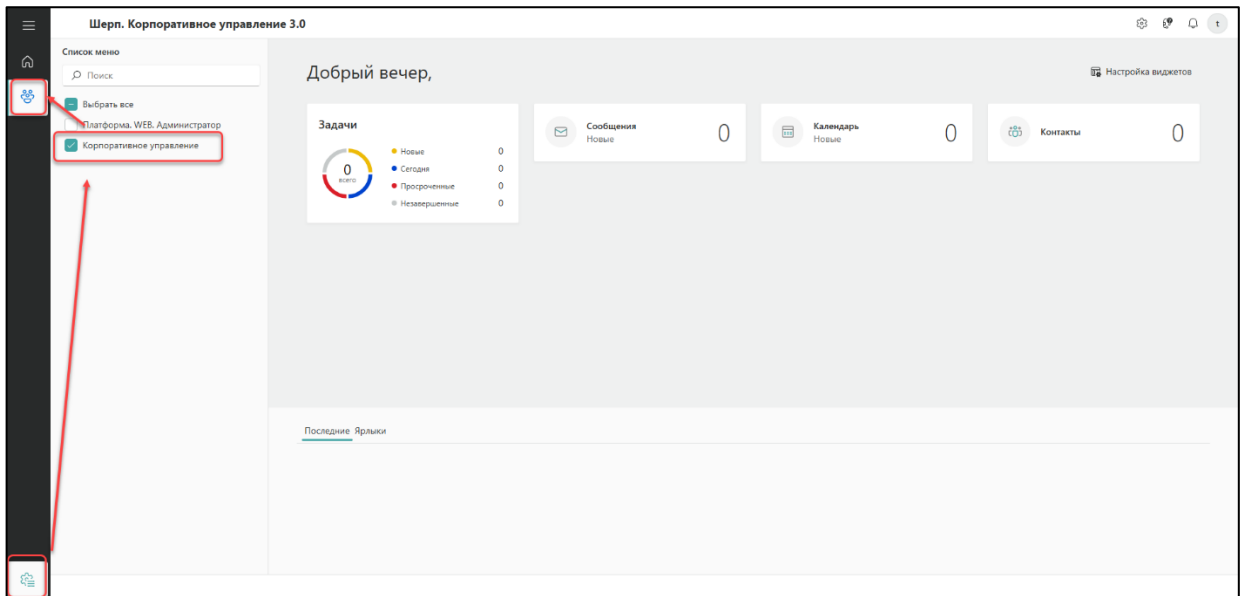 Шерп. Корпоративное управление 3.0
t
Список меню
Поиск
Выбрать все
Платформа. WEB. Администратор
Корпоративное управление
Добрый вечер,
Настройка виджетов
Задачи
0
всего
Новые 0
Сегодня 0
Просроченные 0
Незавершенные 0
Сообщения
Новые
0
Календарь
Новые
0
Контакты
0
Последние Ярлыки